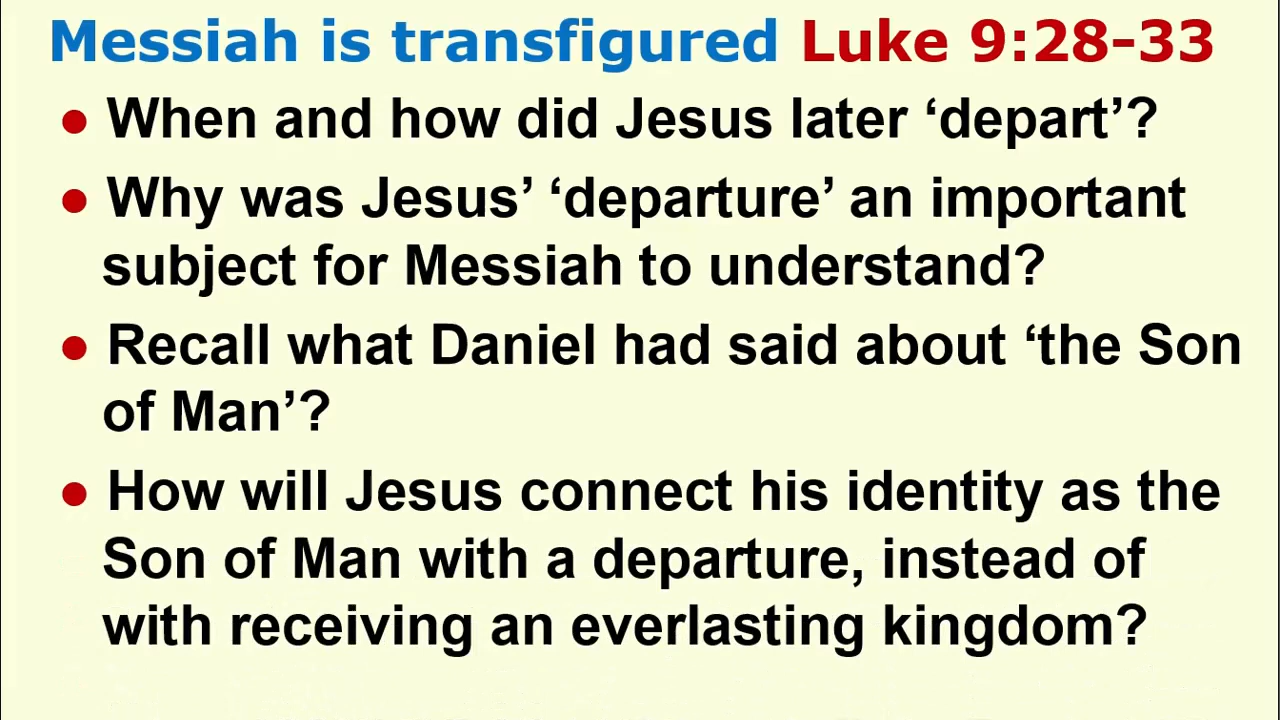 Messiah is transfigured Luke 9:28-33
● When and how did Jesus later ‘depart’?
● Why was Jesus’ ‘departure’ an important
subject for Messiah to understand?
● Recall what Daniel had said about ‘the Son
of Man’?
● How will Jesus connect his identity as the
Son of Man with a departure, instead of
with receiving an everlasting kingdom?